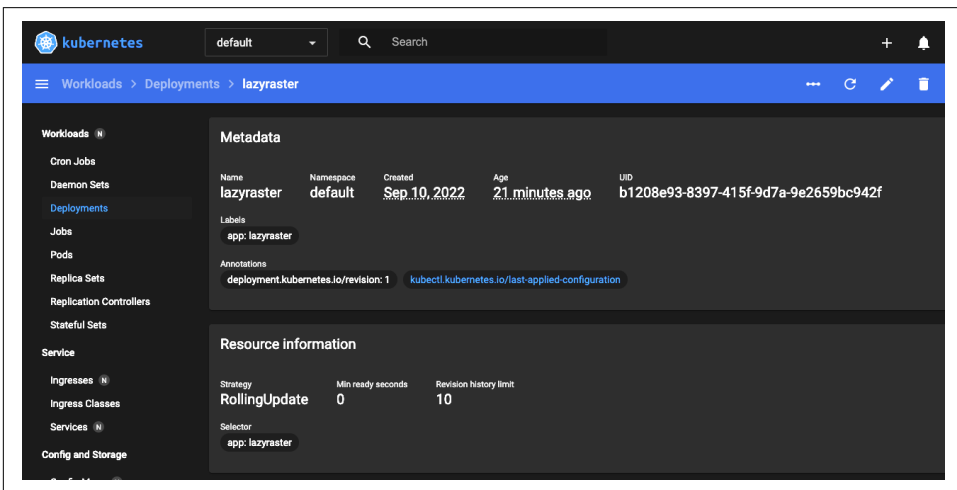 kubernetes default Search
Workloads > Deployments > lazyraster
Workloads N
Cron Jobs
Daemon Sets
Deployments
Jobs
Pods
Replica Sets
Replication Controllers
Stateful Sets
Service
Ingresses N
Ingress Classes
Services N
Config and Storage
Metadata
Name Namespace Created Age UID
lazyraster default Sep 10, 2022 21 minutes ago b1208e93-8397-415f-9d7a-9e2659bc942f
Labels
app: lazyraster
Annotations
deployment.kubernetes.io/revision: 1 kubectl.kubernetes.io/last-applied-configuration
Resource information
Strategy Min ready seconds Revision history limit
RollingUpdate 0 10
Selector
app: lazyraster